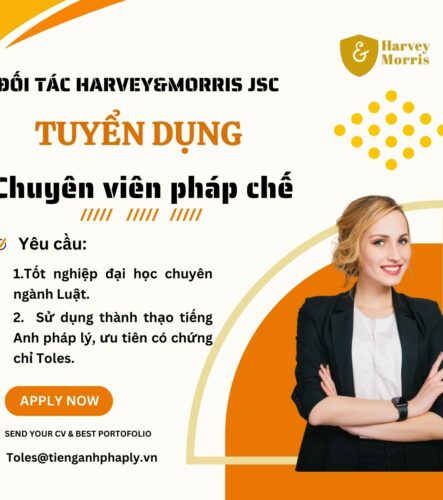 Harvey
Morris
ĐỐI TÁC HARVEY&MORRIS JSC
TUYỂN DỤNG
Chuyên viên pháp chế
Yêu cầu:
1.Tốt nghiệp đại học chuyên
ngành Luật.
2. Sử dụng thành thạo tiếng
Anh pháp lý, ưu tiên có chứng
chỉ Toles.
APPLY NOW
SEND YOUR CV & BEST PORTOFOLIO
Toles@tienganhphaply.vn